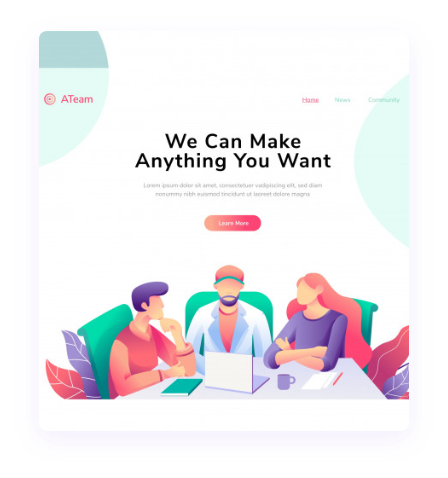 ATeam
Home News Community
We Can Make
Anything You Want
Lorem ipsum dolor sit amet, consectetuer vadipiscing elit, sed diam
nonummy nibh euismod tincidunt ut laoreet dolore magna
Learn More